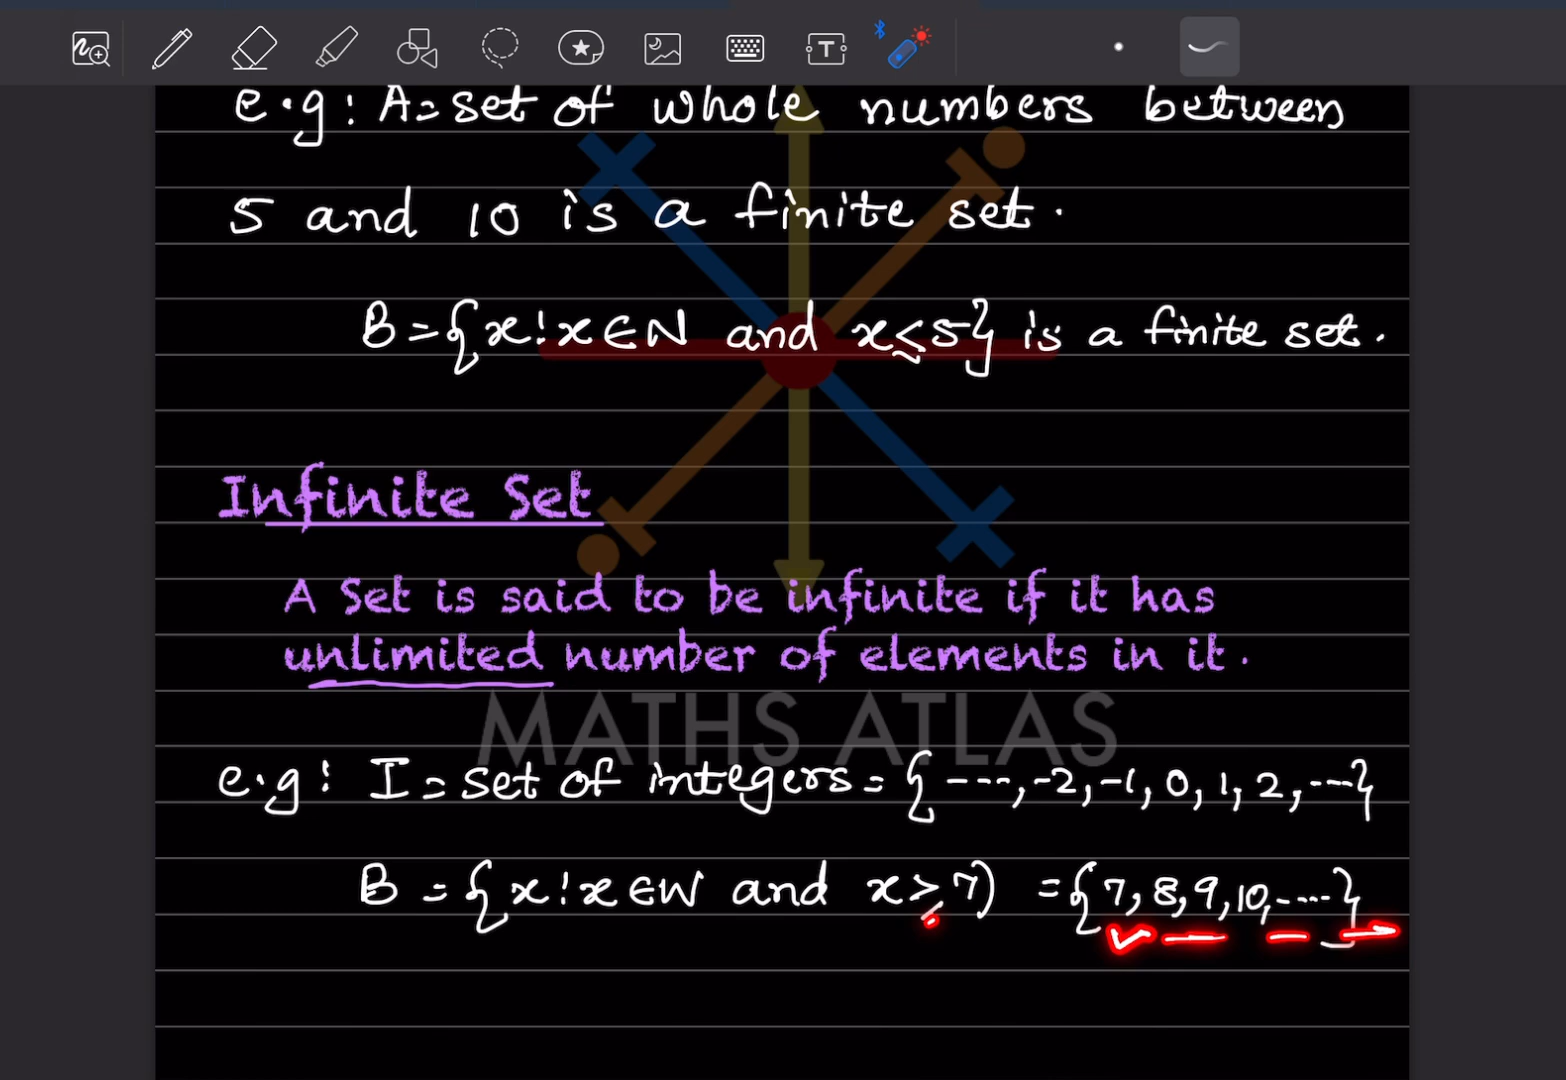 e.g: A= set of whole numbers between
5 and 10 is a finite set.
B={x!x∈N and x≤5} is a finite set.
Infinite Set
A Set is said to be infinite if it has
unlimited number of elements in it.
MATHS ATLAS
e.g: I= set of integers= {----,-2,-1,0,1,2,---}
B = {x!x∈W and x≥7) ={7,8,9,10,-----}